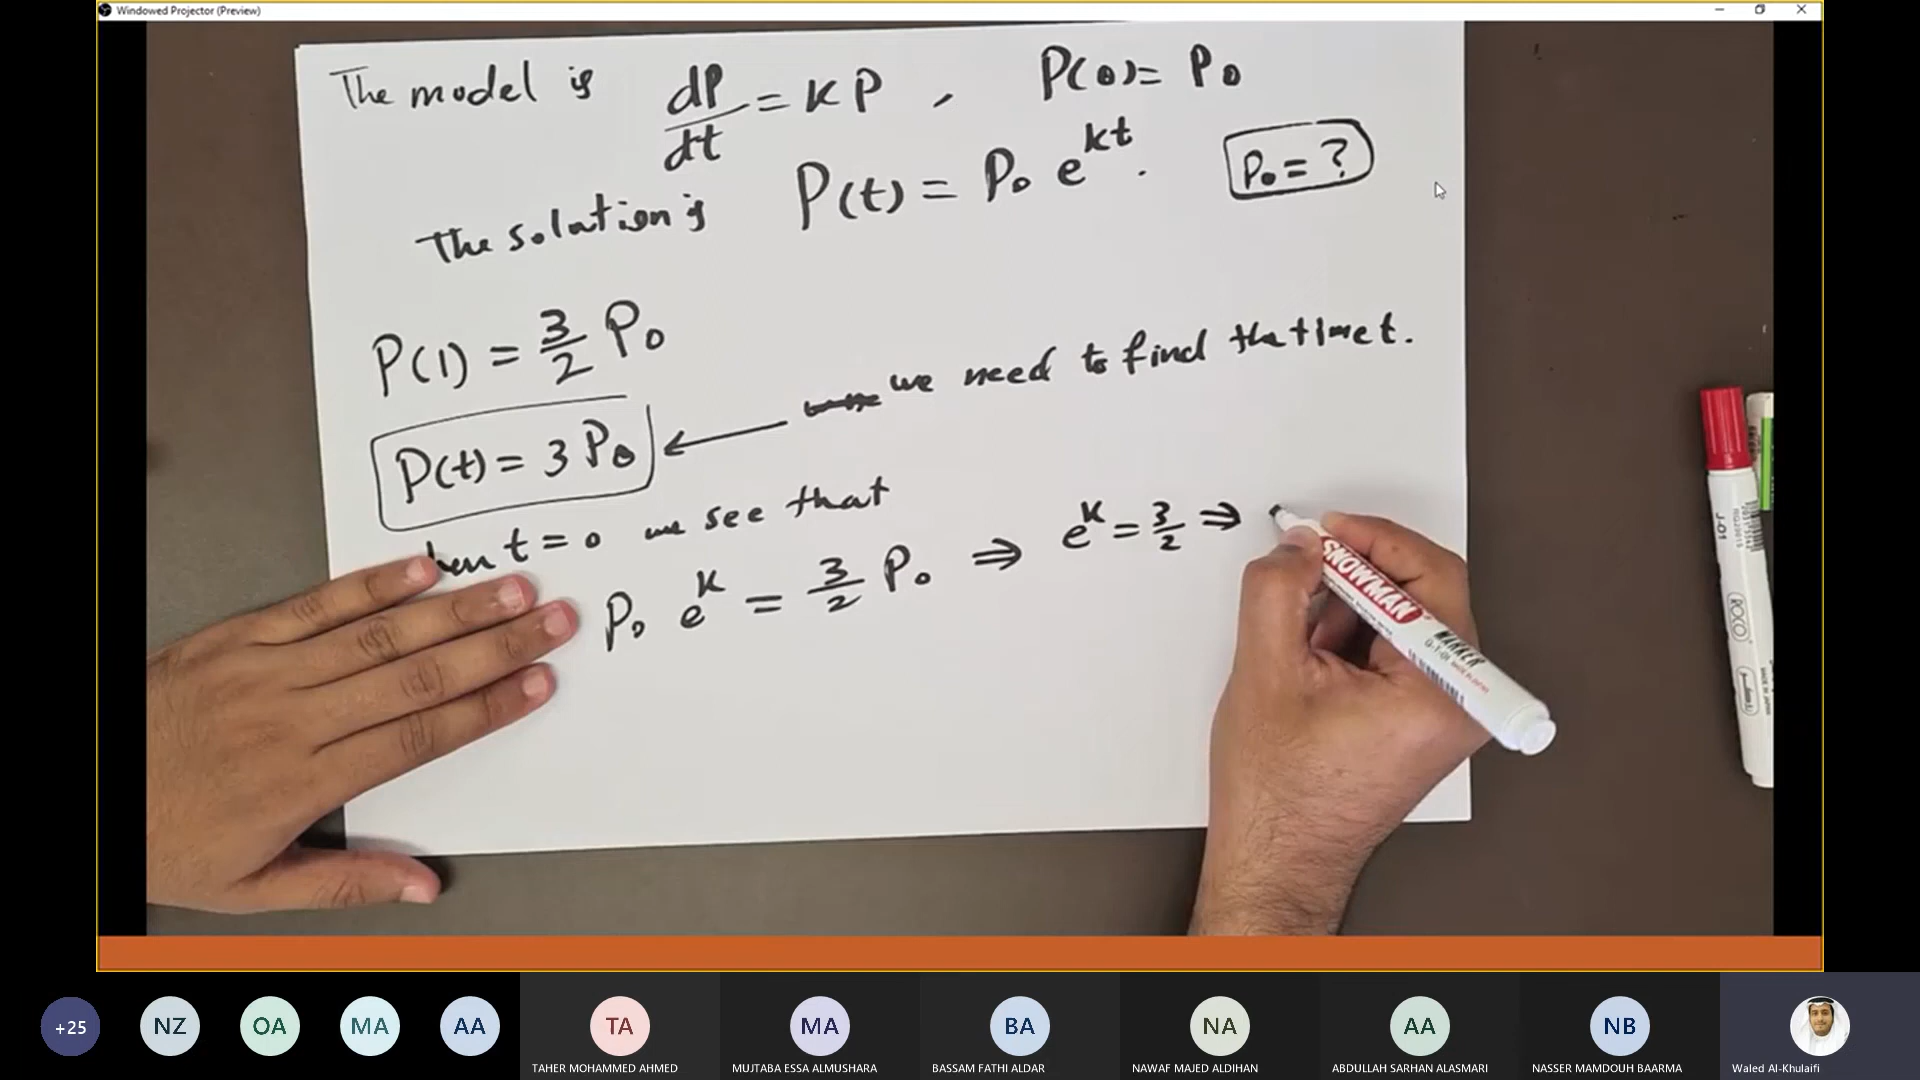 Windowed Projector (Preview)
The model is dP/dt = KP, P(0) = P0
The solution is P(t) = P0 e^kt. P0 = ?
P(1) = 3/2 P0
we need to find the time t.
P(t) = 3 P0
t = 0 we see that
P0 e^k = 3/2 P0 ⇒ e^k = 3/2 ⇒
SNOWMAN
MARKER
J-01
ROCO
+25
NZ
OA
MA
AA
TA
MA
BA
NA
AA
NB
TAHER MOHAMMED AHMED
MUJTABA ESSA ALMUSHARA
BASSAM FATHI ALDAR
NAWAF MAJED ALDIHAN
ABDULLAH SARHAN ALASMARI
NASSER MAMDOUH BAARMA
Waled Al-Khulaifi